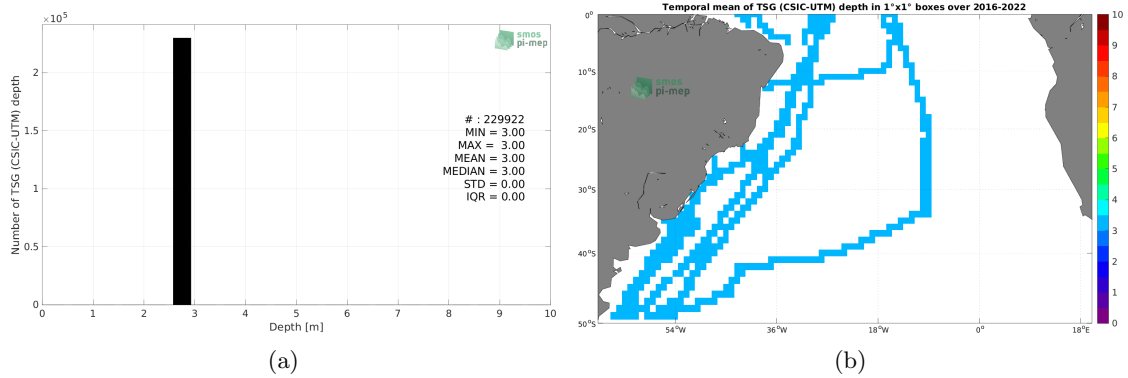 ×10⁵
2
1.5
1
0.5
0
Number of TSG (CSIC-UTM) depth
smos
pi-mep
# : 229922
MIN = 3.00
MAX = 3.00
MEAN = 3.00
MEDIAN = 3.00
STD = 0.00
IQR = 0.00
0 1 2 3 4 5 6 7 8 9 10
Depth [m]
(a)
Temporal mean of TSG (CSIC-UTM) depth in 1°x1° boxes over 2016-2022
0°
10°S
20°S
30°S
40°S
50°S
smos
pi-mep
54°W 36°W 18°W 0° 18°E
10
9
8
7
6
5
4
3
2
1
0
(b)